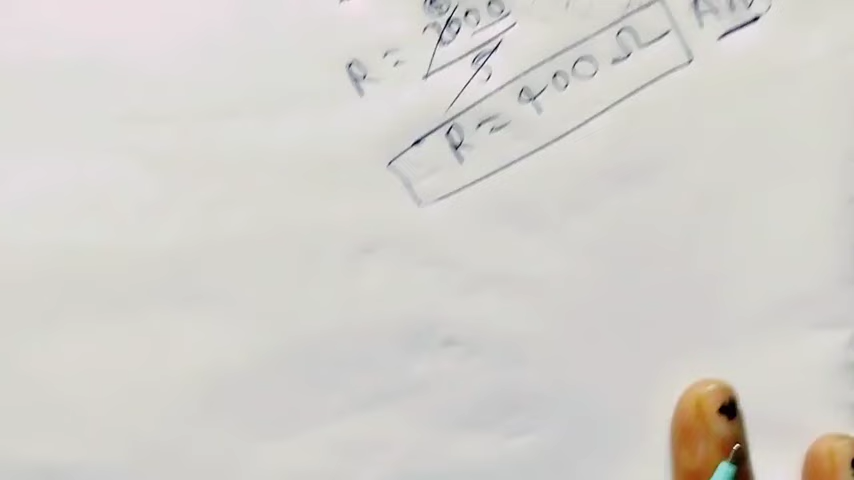 R = 2000/5
R = 400 Ω Ans